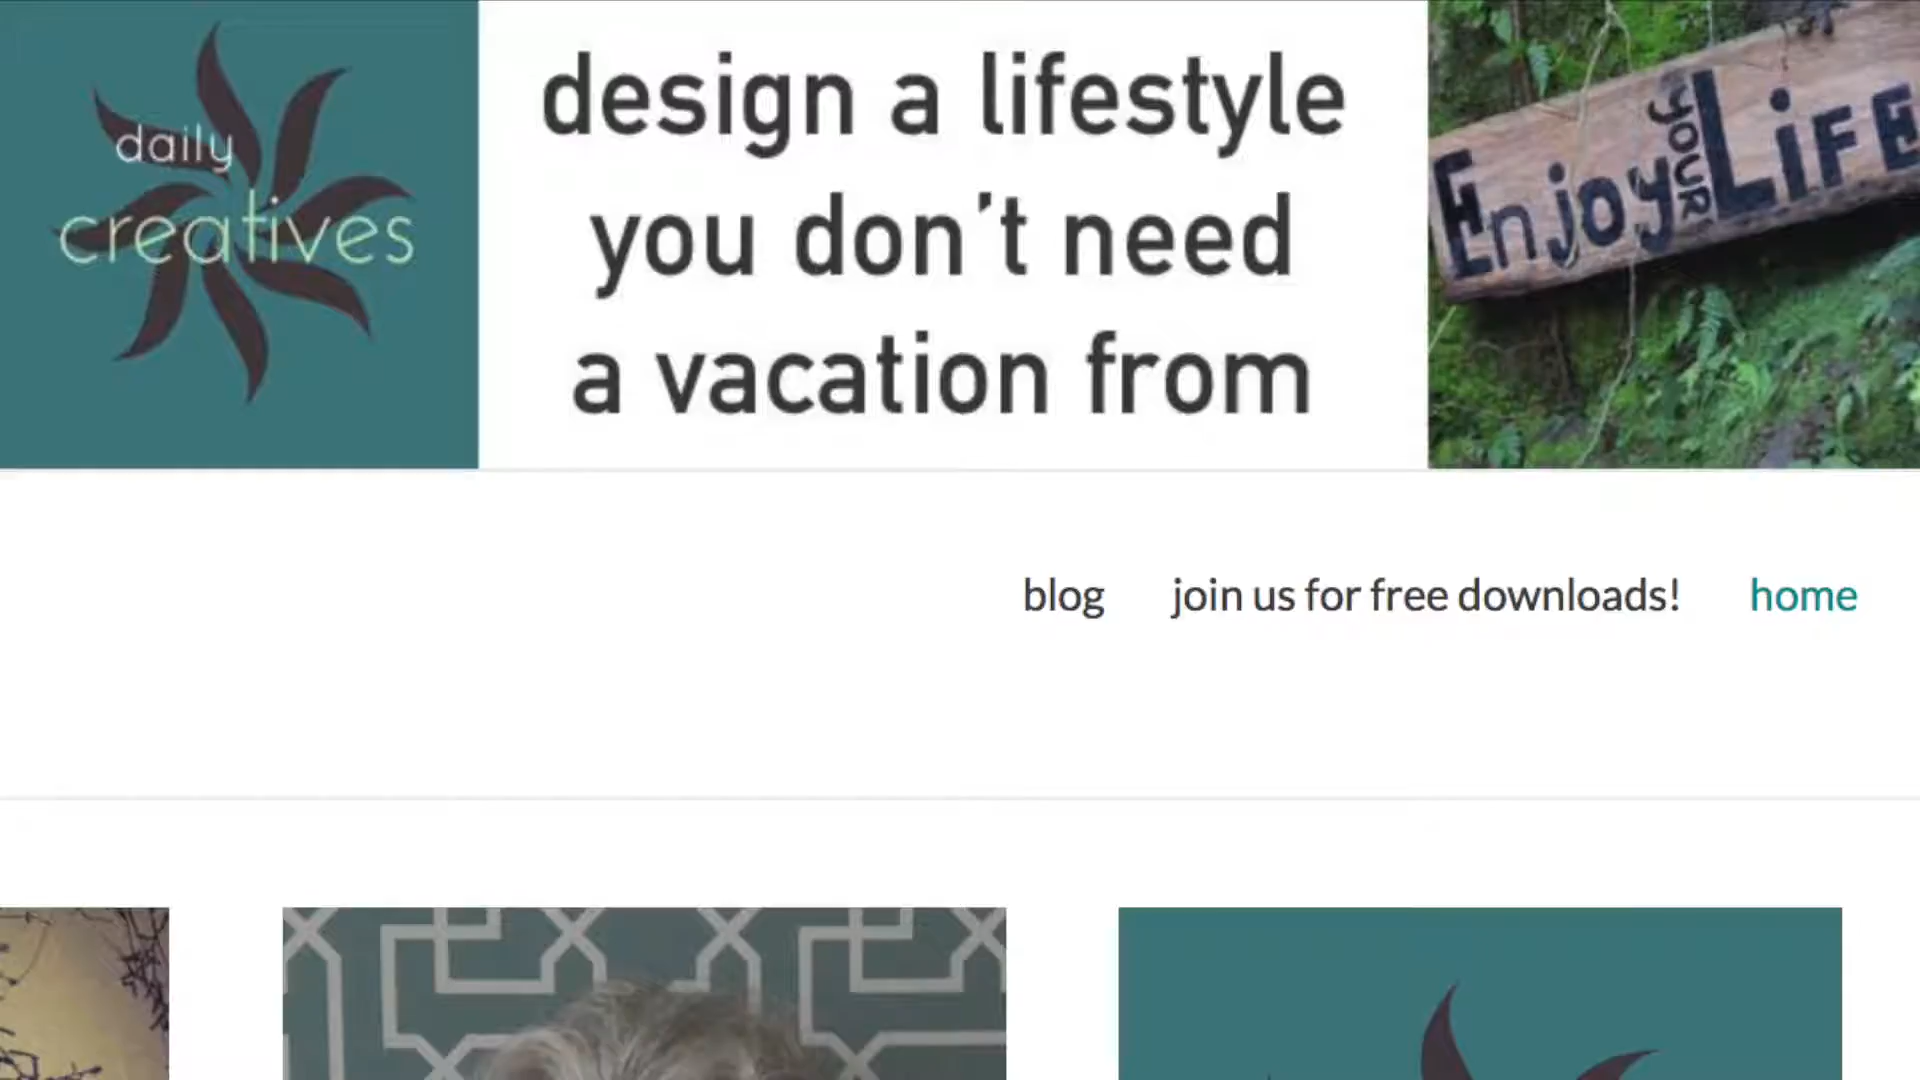 daily
creatives
design a lifestyle
you don't need
a vacation from
Enjoy your Life
blog
join us for free downloads!
home